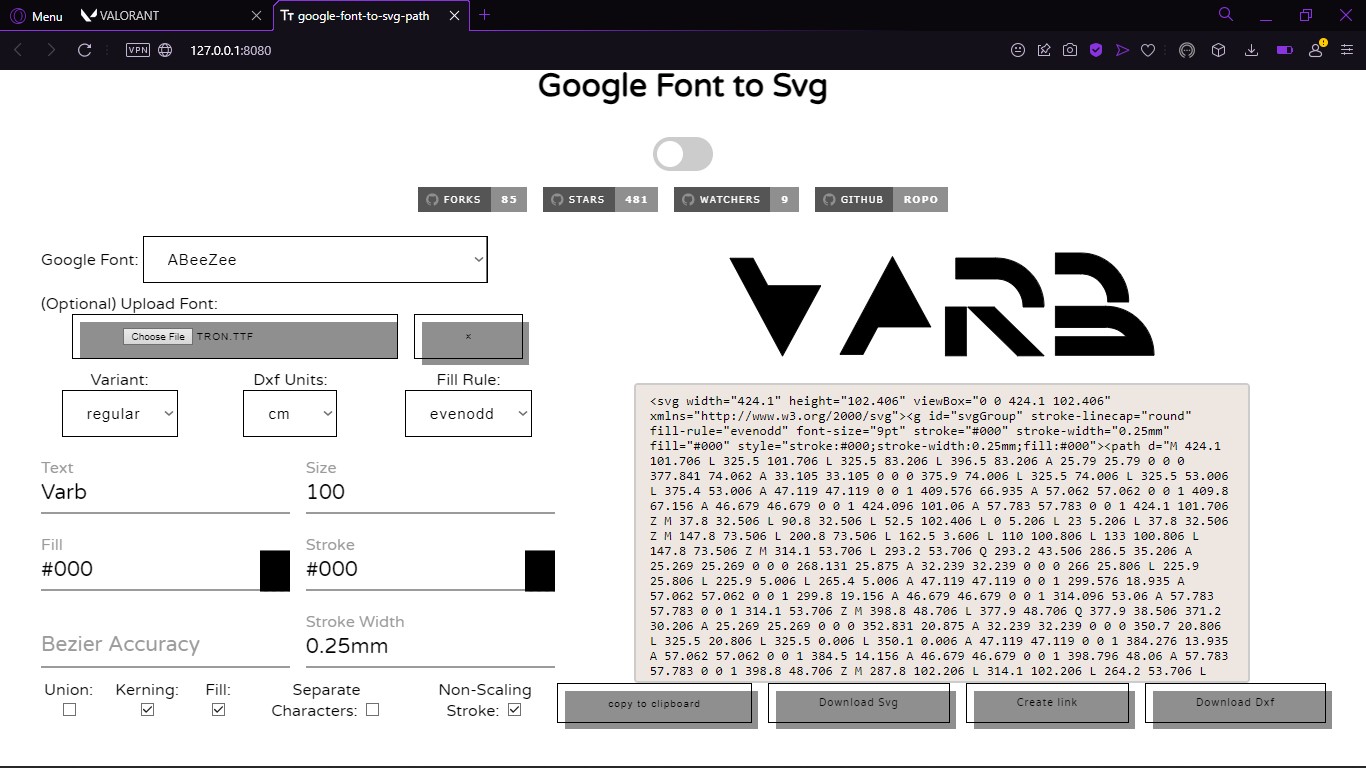 Menu
VALORANT
google-font-to-svg-path
VPN
127.0.0.1:8080
Google Font to Svg
FORKS 85
STARS 481
WATCHERS 9
GITHUB ROPO
Google Font: ABeeZee
(Optional) Upload Font:
Choose File TRON.TTF
×
Variant:
Dxf Units:
Fill Rule:
regular
cm
evenodd
Text
Varb
Size
100
Fill
#000
Stroke
#000
Bezier Accuracy
Stroke Width
0.25mm
Union:
Kerning:
Fill:
Separate
Characters:
Non-Scaling
Stroke:
VARB
<svg width="424.1" height="102.406" viewBox="0 0 424.1 102.406"
xmlns="http://www.w3.org/2000/svg"><g id="svgGroup" stroke-linecap="round"
fill-rule="evenodd" font-size="9pt" stroke="#000" stroke-width="0.25mm"
fill="#000" style="stroke:#000;stroke-width:0.25mm;fill:#000"><path d="M 424.1
101.706 L 325.5 101.706 L 325.5 83.206 L 396.5 83.206 A 25.79 25.79 0 0 0
377.841 74.062 A 33.105 33.105 0 0 0 375.9 74.006 L 325.5 74.006 L 325.5 53.006
L 375.4 53.006 A 47.119 47.119 0 0 1 409.576 66.935 A 57.062 57.062 0 0 1 409.8
67.156 A 46.679 46.679 0 0 1 424.096 101.06 A 57.783 57.783 0 0 1 424.1 101.706
Z M 37.8 32.506 L 90.8 32.506 L 52.5 102.406 L 0 5.206 L 23 5.206 L 37.8 32.506
Z M 147.8 73.506 L 200.8 73.506 L 162.5 3.606 L 110 100.806 L 133 100.806 L
147.8 73.506 Z M 314.1 53.706 L 293.2 53.706 Q 293.2 43.506 286.5 35.206 A
25.269 25.269 0 0 0 268.131 25.875 A 32.239 32.239 0 0 0 266 25.806 L 225.9
25.806 L 225.9 5.006 L 265.4 5.006 A 47.119 47.119 0 0 1 299.576 18.935 A
57.062 57.062 0 0 1 299.8 19.156 A 46.679 46.679 0 0 1 314.096 53.06 A 57.783
57.783 0 0 1 314.1 53.706 Z M 398.8 48.706 L 377.9 48.706 Q 377.9 38.506 371.2
30.206 A 25.269 25.269 0 0 0 352.831 20.875 A 32.239 32.239 0 0 0 350.7 20.806
L 325.5 20.806 L 325.5 0.006 L 350.1 0.006 A 47.119 47.119 0 0 1 384.276 13.935
A 57.062 57.062 0 0 1 384.5 14.156 A 46.679 46.679 0 0 1 398.796 48.06 A 57.783
57.783 0 0 1 398.8 48.706 Z M 287.8 102.206 L 314.1 102.206 L 264.2 53.706 L
copy to clipboard
Download Svg
Create link
Download Dxf